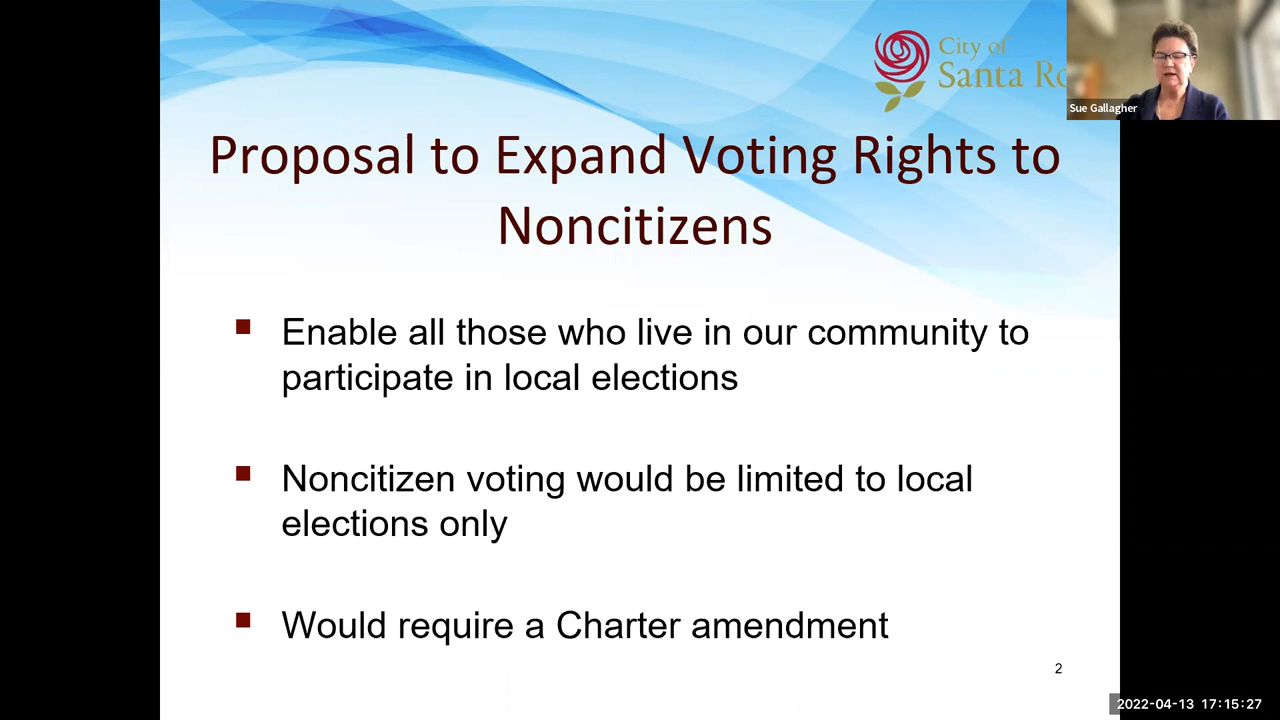 City of
Santa Ro
Sue Gallagher
Proposal to Expand Voting Rights to
Noncitizens
Enable all those who live in our community to
participate in local elections
Noncitizen voting would be limited to local
elections only
Would require a Charter amendment
2
2022-04-13 17:15:27